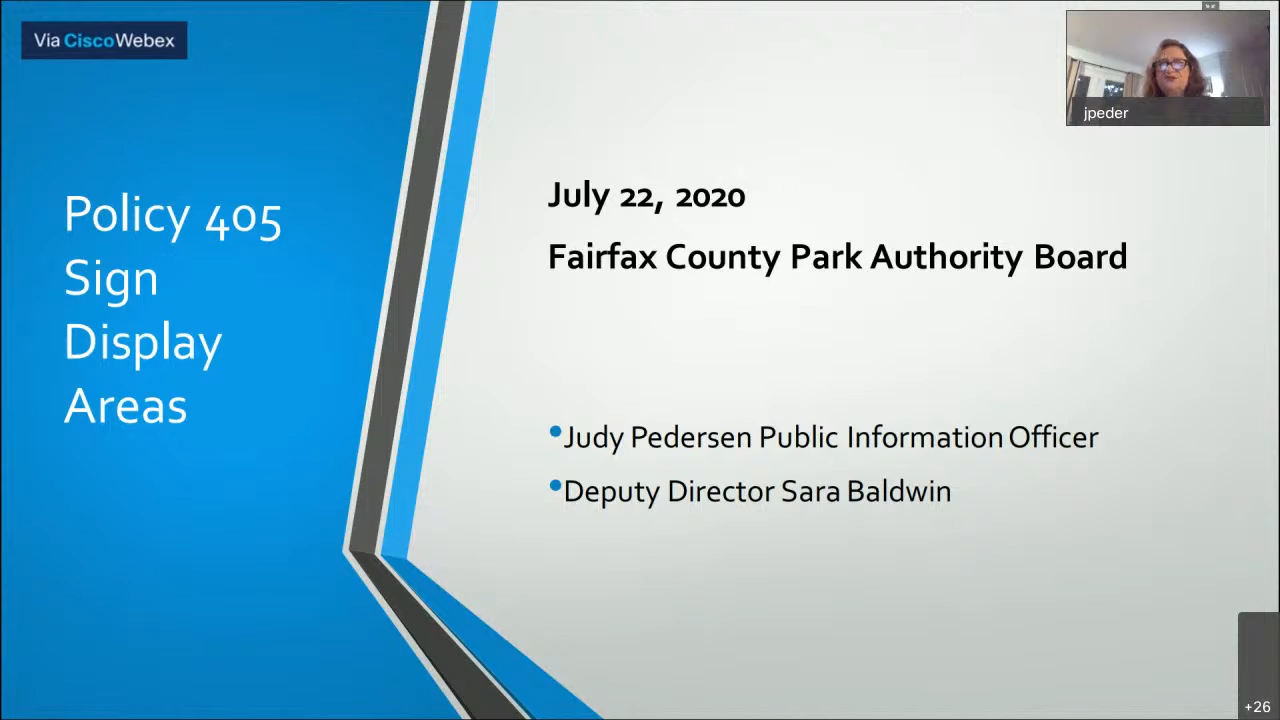 Via CiscoWebex
jpeder
Policy 405
Sign
Display
Areas
July 22, 2020
Fairfax County Park Authority Board
•Judy Pedersen Public Information Officer
•Deputy Director Sara Baldwin
+26